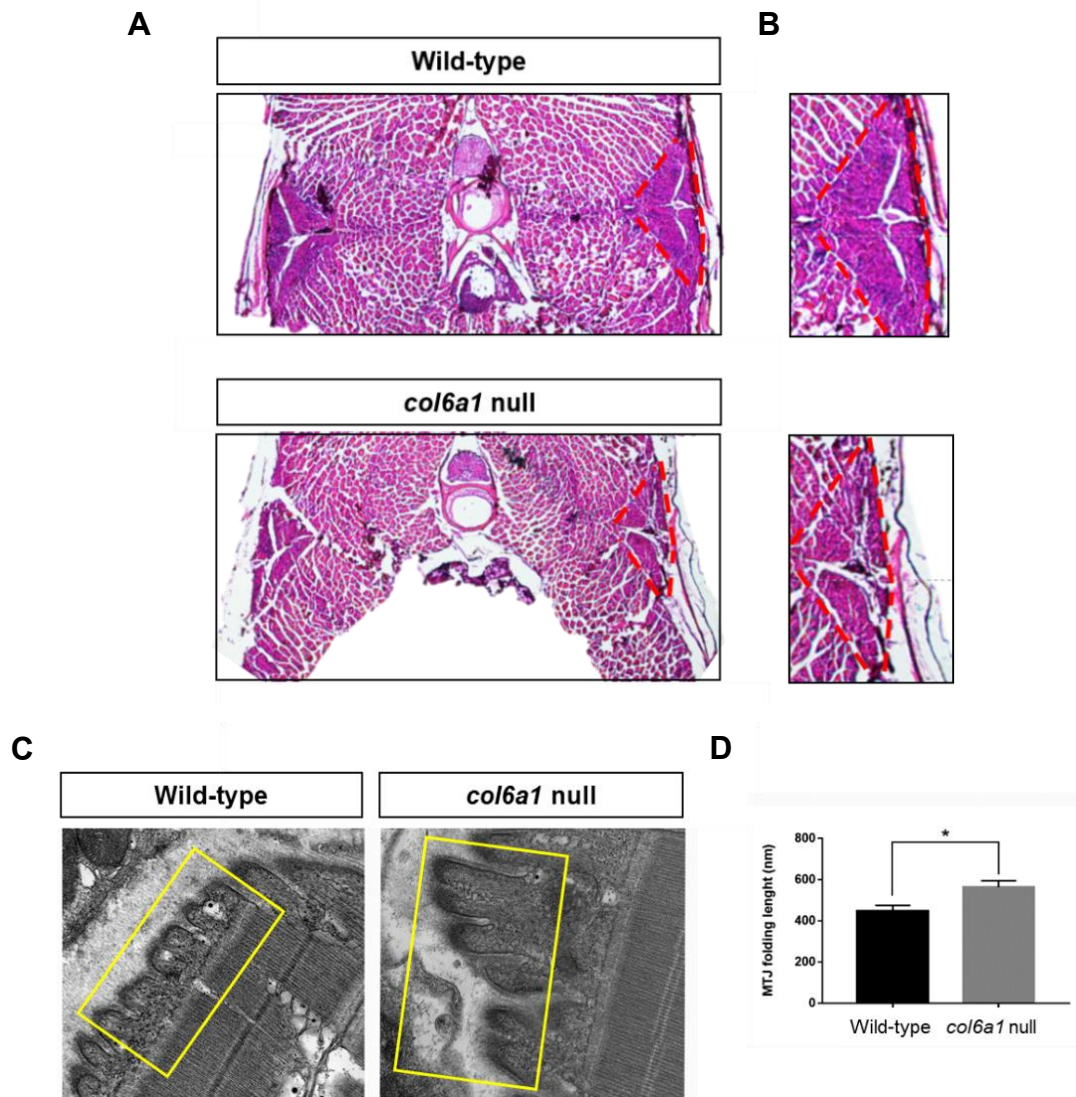 A
B
Wild-type
col6a1 null
C
D
Wild-type
col6a1 null
*
800
600
400
200
0
MTJ folding lenght (nm)
Wild-type
col6a1 null